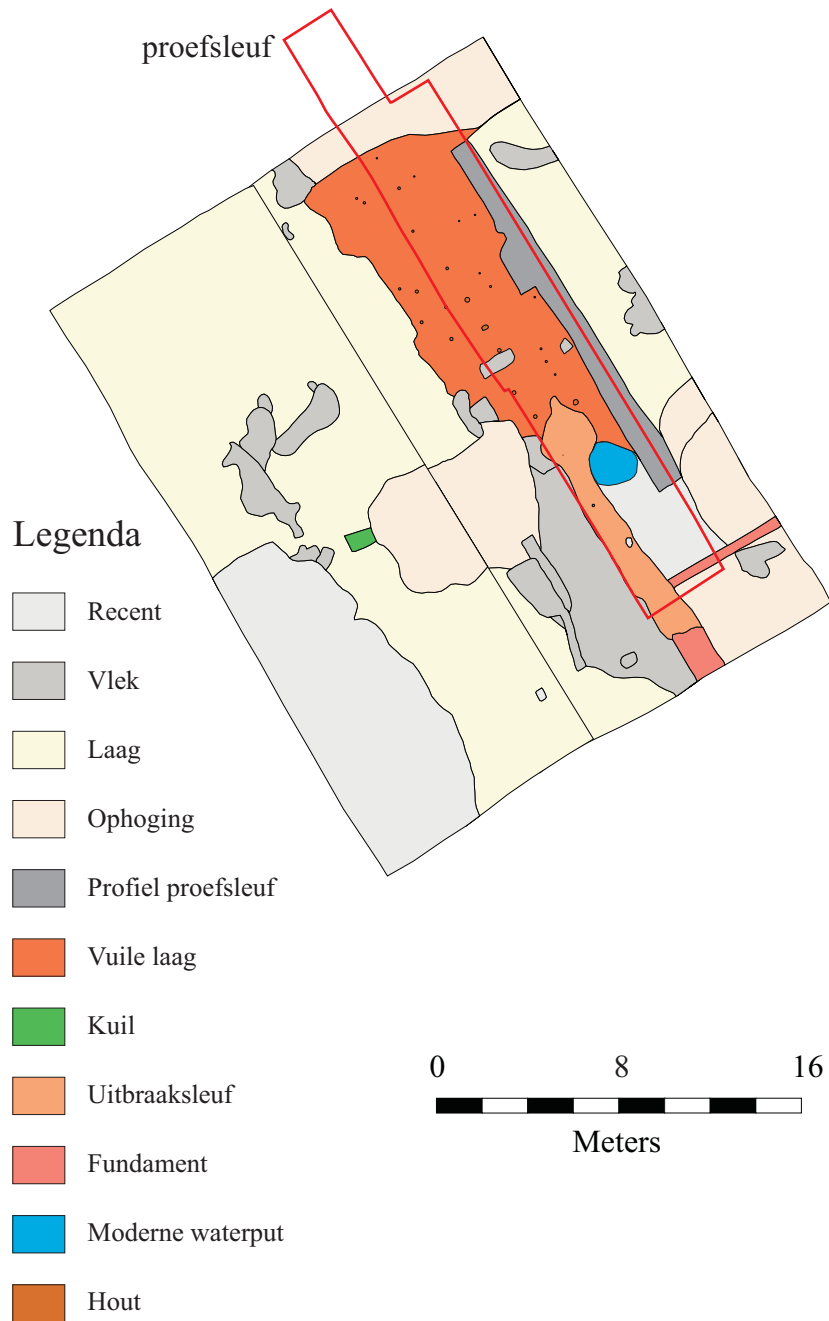 proefsleuf
Legenda
Recent
Vlek
Laag
Ophoging
Profiel proefsleuf
Vuile laag
Kuil
Uitbraaksleuf
Fundament
Moderne waterput
Hout
0 8 16
Meters